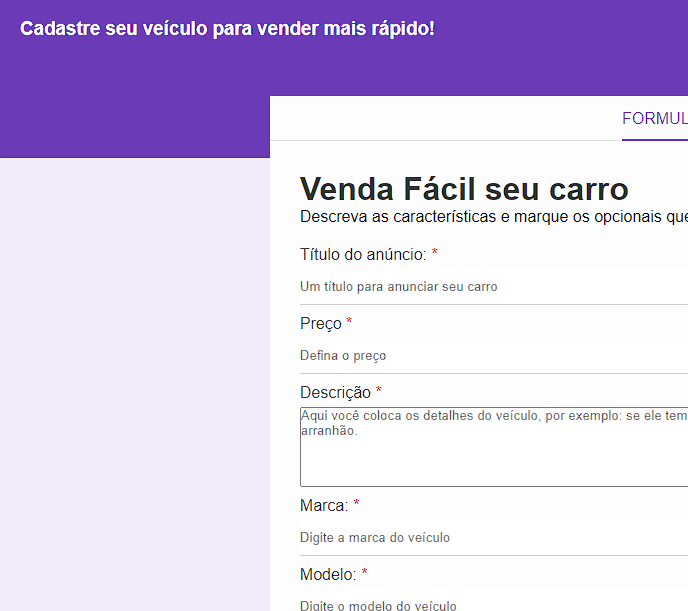 Cadastre seu veículo para vender mais rápido!
FORMUL
Venda Fácil seu carro
Descreva as características e marque os opcionais que
Título do anúncio: *
Um título para anunciar seu carro
Preço *
Defina o preço
Descrição *
Aqui você coloca os detalhes do veículo, por exemplo: se ele tem
arranhão.
Marca: *
Digite a marca do veículo
Modelo: *
Digite o modelo do veículo